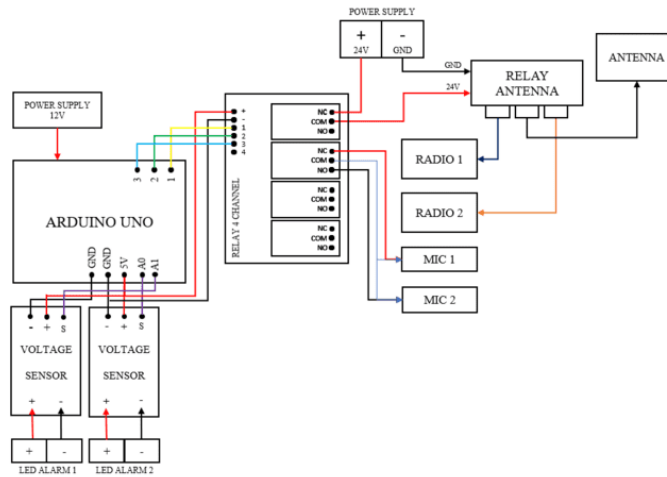 POWER SUPPLY
+
-
24V
GND
GND
24V
RELAY
ANTENNA
ANTENNA
POWER SUPPLY
12V
3
2
1
ARDUINO UNO
GND
GND
5V
A0
A1
+
-
1
2
3
4
RELAY 4 CHANNEL
NC
COM
NO
NC
COM
NO
NC
COM
NO
NC
COM
NO
RADIO 1
RADIO 2
MIC 1
MIC 2
-
+
S
VOLTAGE
SENSOR
+
-
-
+
S
VOLTAGE
SENSOR
+
-
+
-
LED ALARM 1
+
-
LED ALARM 2